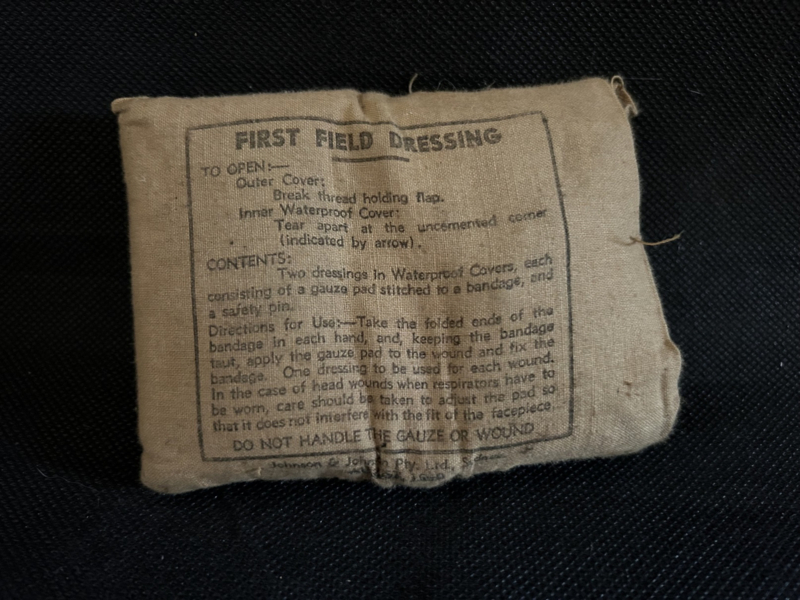 FIRST FIELD DRESSING
TO OPEN:—
Outer Cover:
Break thread holding flap.
Inner Waterproof Cover:
Tear apart at the uncemented corner
(indicated by arrow).
CONTENTS:
Two dressings in Waterproof Covers, each
consisting of a gauze pad stitched to a bandage, and
a safety pin.
Directions for Use:—Take the folded ends of the
bandage in each hand, and, keeping the bandage
taut, apply the gauze pad to the wound and fix the
bandage. One dressing to be used for each wound.
In the case of head wounds when respirators have to
be worn, care should be taken to adjust the pad so
that it does not interfere with the fit of the facepiece.
DO NOT HANDLE THE GAUZE OR WOUND
Johnson & Johnson Pty. Ltd.,